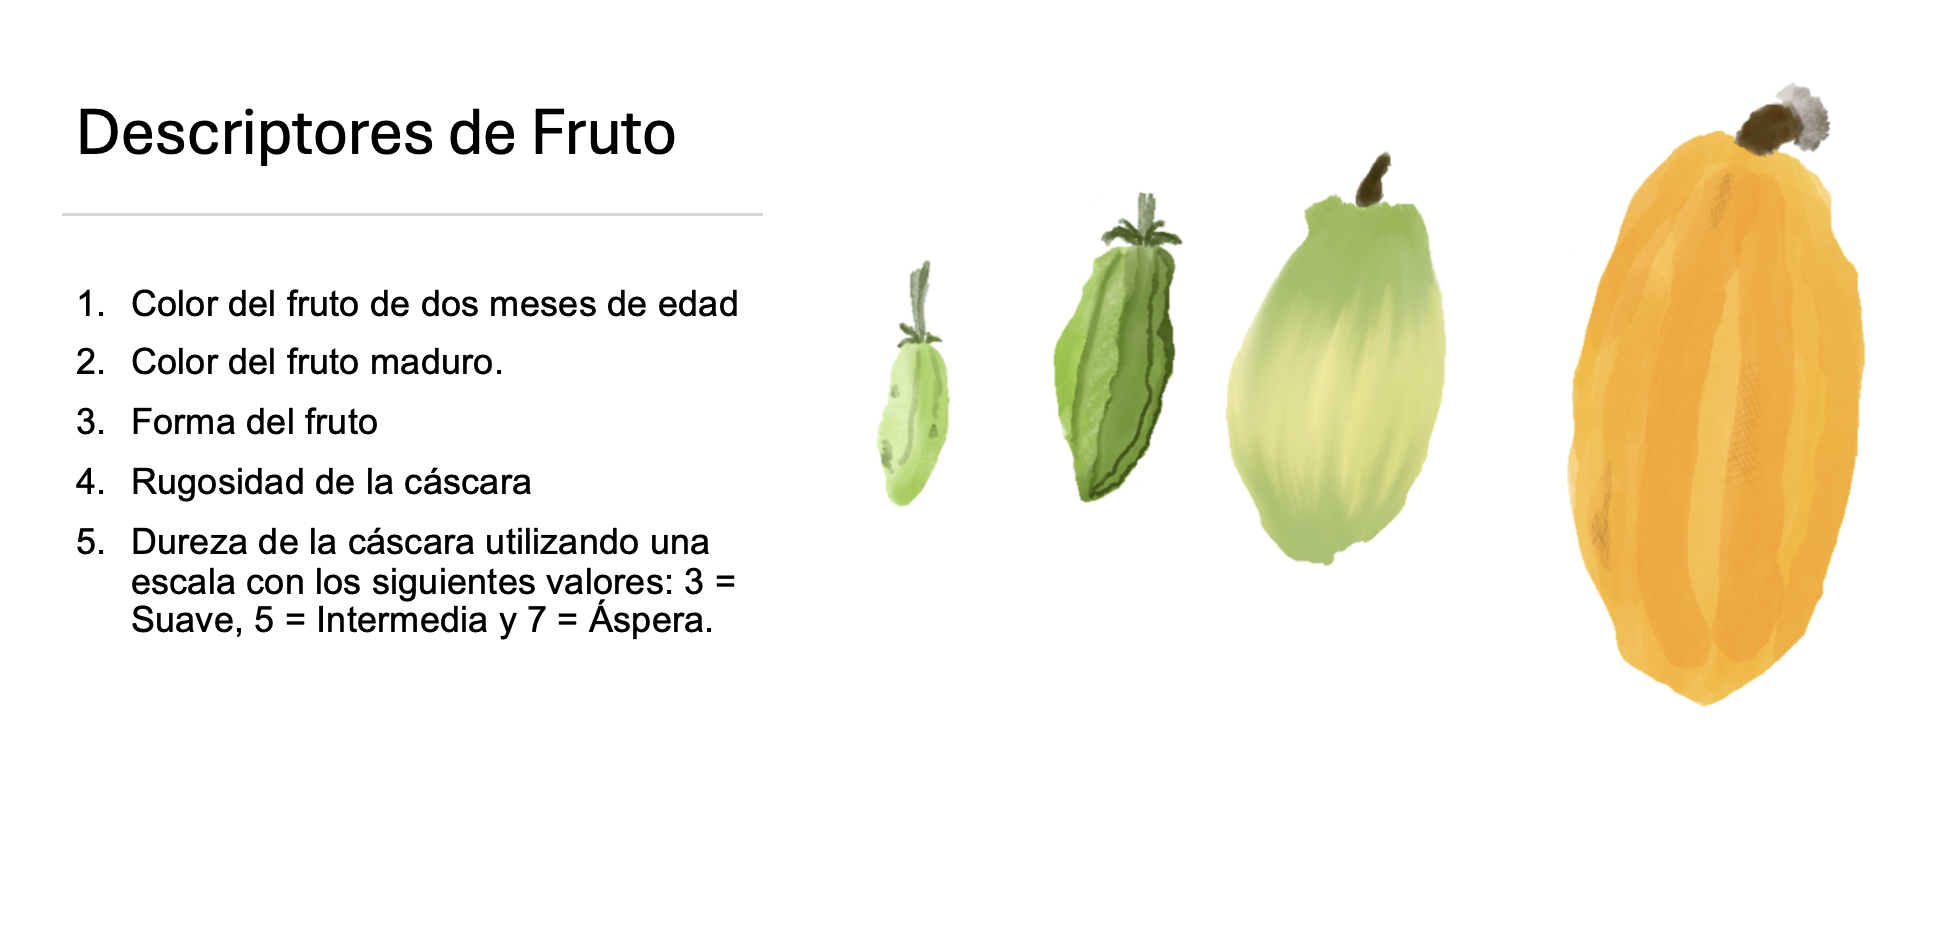 Descriptores de Fruto
1. Color del fruto de dos meses de edad
2. Color del fruto maduro.
3. Forma del fruto
4. Rugosidad de la cáscara
5. Dureza de la cáscara utilizando una
escala con los siguientes valores: 3 =
Suave, 5 = Intermedia y 7 = Áspera.